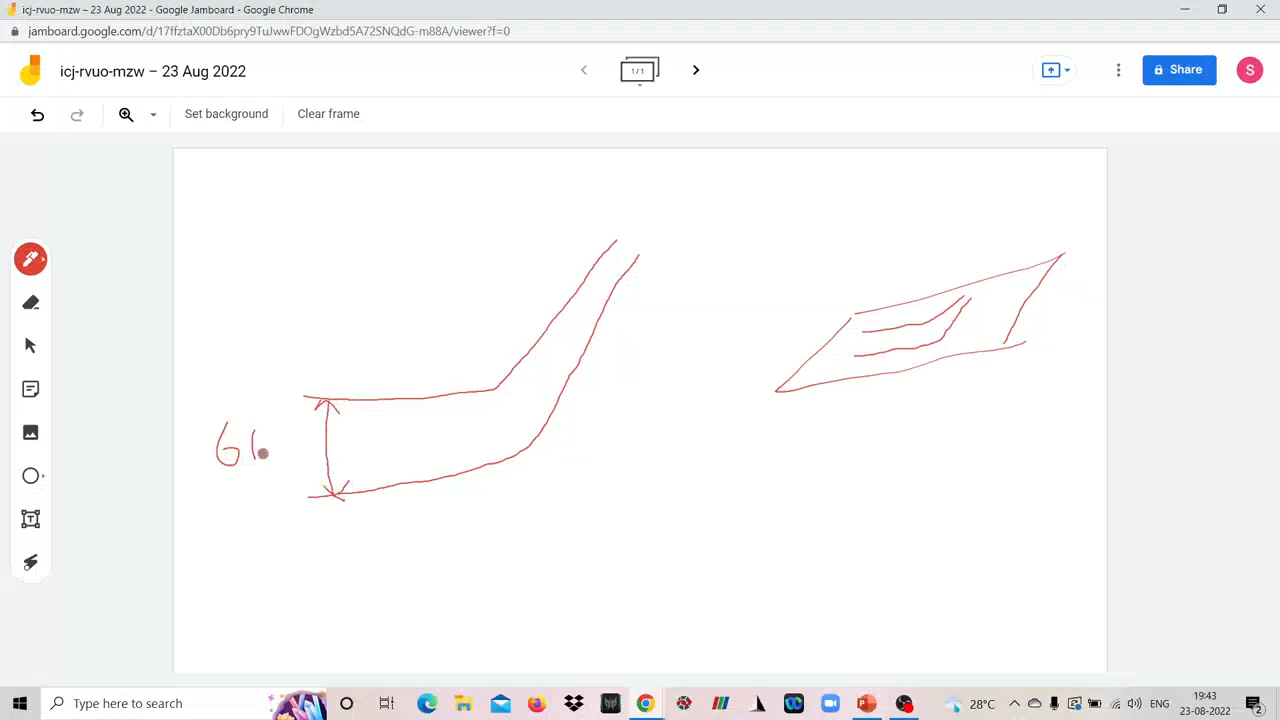 icj-rvuo-mzw – 23 Aug 2022 - Google Jamboard - Google Chrome
jamboard.google.com/d/17ffztaX00Db6pry9TuJwwFDOgWzbd5A72SNQdG-m88A/viewer?f=0
icj-rvuo-mzw – 23 Aug 2022
1 / 1
Share
S
Set background
Clear frame
Type here to search
28°C
ENG
19:43
23-08-2022
2